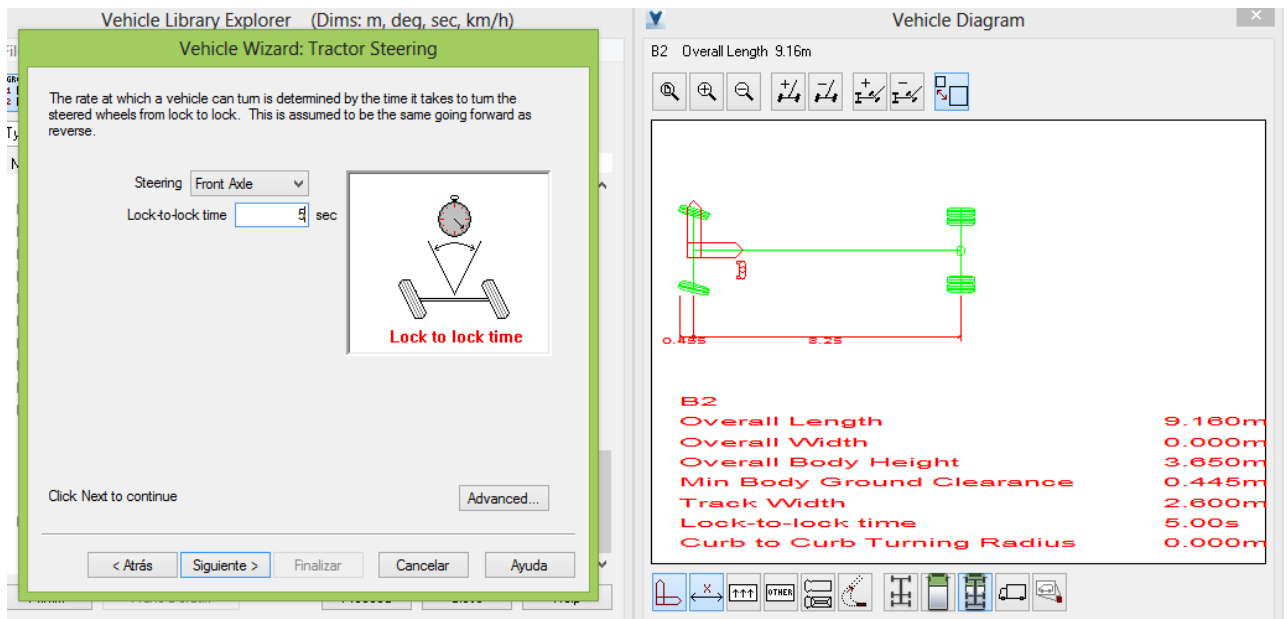 Vehicle Library Explorer (Dims: m, deg, sec, km/h)
Vehicle Wizard: Tractor Steering
The rate at which a vehicle can turn is determined by the time it takes to turn the
steered wheels from lock to lock. This is assumed to be the same going forward as
reverse.
Steering Front Axle
Lock-to-lock time 5 sec
Lock to lock time
Click Next to continue
Advanced...
< Atrás Siguiente > Finalizar Cancelar Ayuda
Vehicle Diagram
B2 Overall Length 9.16m
OTHER
0.455
B2
Overall Length 9.160m
Overall Width 0.000m
Overall Body Height 3.650m
Min Body Ground Clearance 0.445m
Track Width 2.600m
Lock-to-lock time 5.00s
Curb to Curb Turning Radius 0.000m